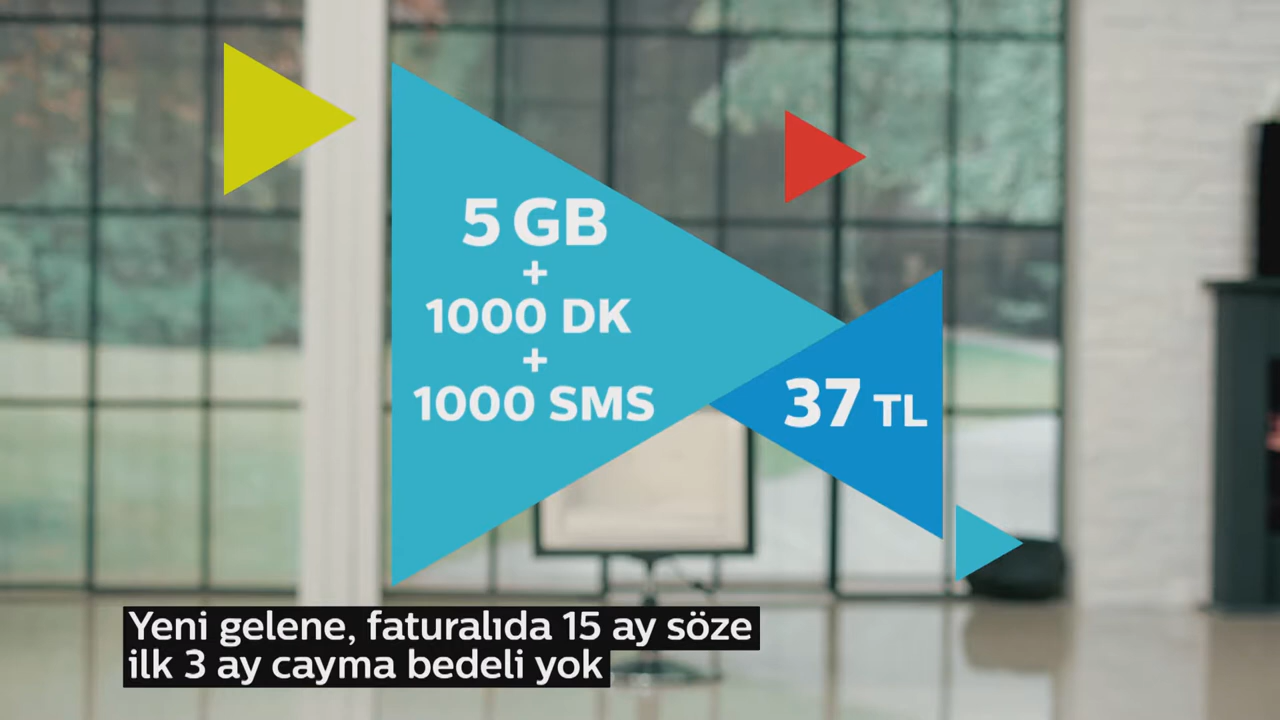 5 GB
+
1000 DK
+
1000 SMS
37 TL
Yeni gelene, faturalıda 15 ay söze
ilk 3 ay cayma bedeli yok